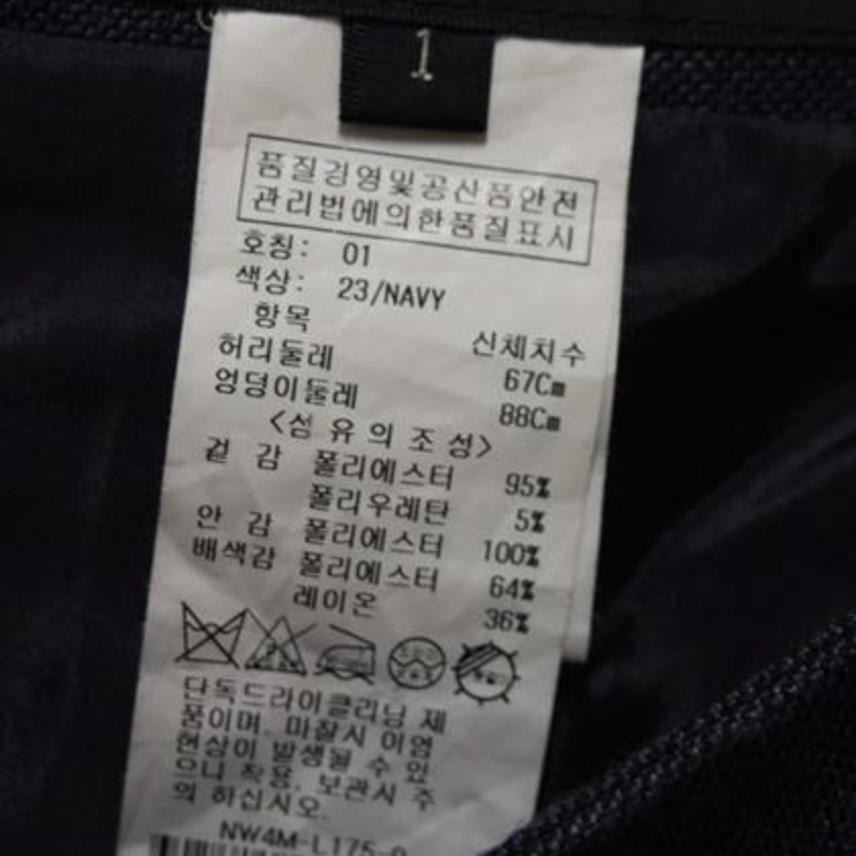 1
품질경영및공산품안전
관리법에의한품질표시
호칭: 01
색상: 23/NAVY
항목 신체치수
허리둘레 67Cm
엉덩이둘레 88Cm
<섬유의조성>
겉 감 폴리에스터 95%
폴리우레탄 5%
안 감 폴리에스터 100%
배색감 폴리에스터 64%
레이온 36%
단독드라이클리닝 제
품이며, 마찰시 이염
현상이 발생될 수 있
으니 착용, 보관시 주
의 하십시오.
NW4M-L175-0